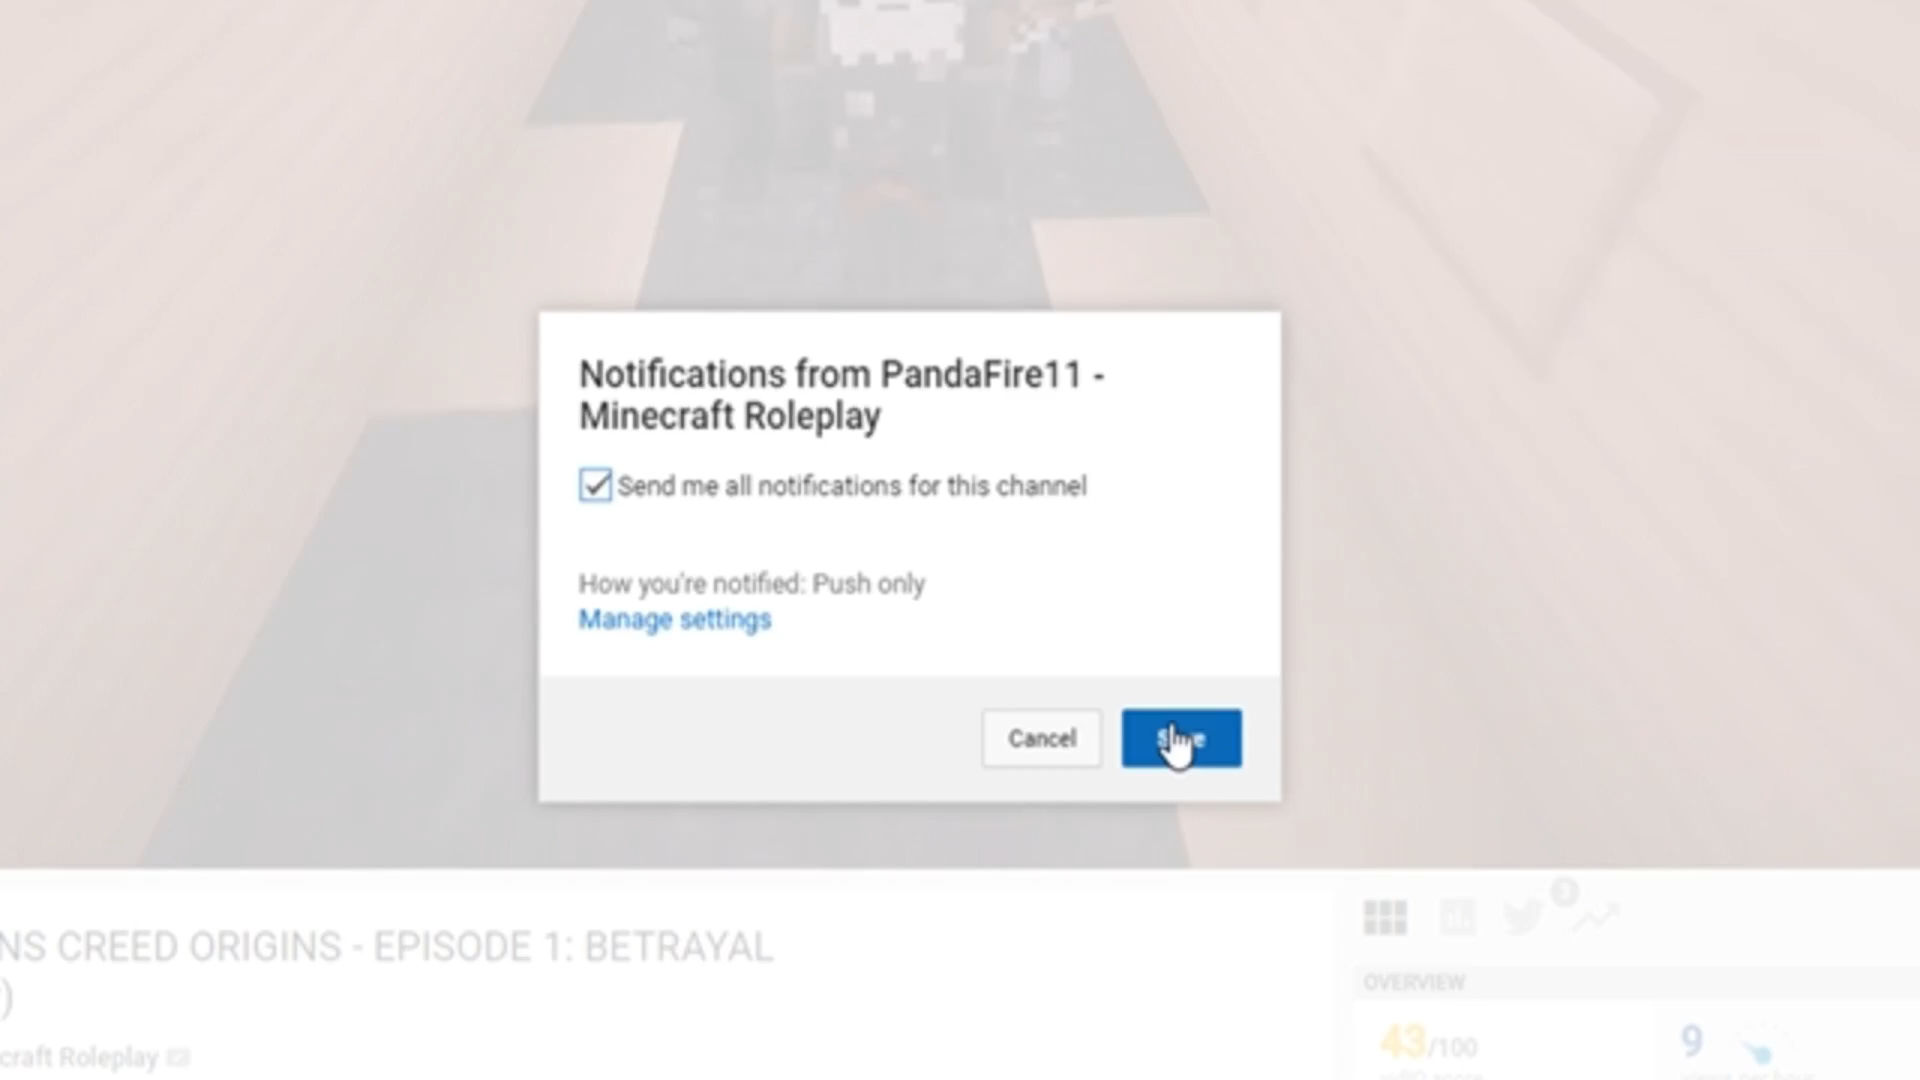 Notifications from PandaFire11 -
Minecraft Roleplay
Send me all notifications for this channel
How you're notified: Push only
Manage settings
Cancel
NS CREED ORIGINS - EPISODE 1: BETRAYAL
)
craft Roleplay
3
OVERVIEW
43/100
9